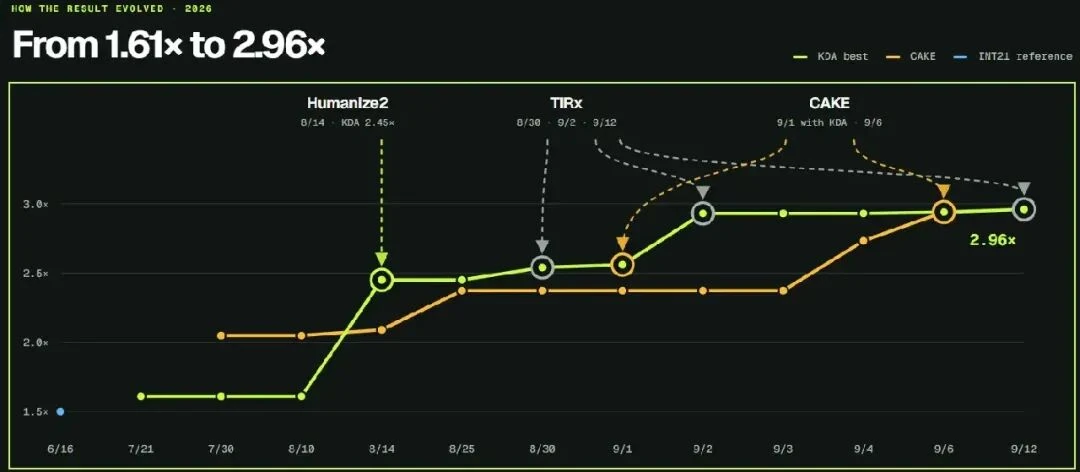 HOW THE RESULT EVOLVED · 2026
From 1.61× to 2.96×
KDA best
CAKE
INT21 reference
Humanize2
8/14 · KDA 2.45×
TIRx
8/30 · 9/2 · 9/12
CAKE
9/1 with KDA · 9/6
3.0×
2.5×
2.0×
1.5×
2.96×
6/16 7/21 7/30 8/10 8/14 8/25 8/30 9/1 9/2 9/3 9/4 9/6 9/12